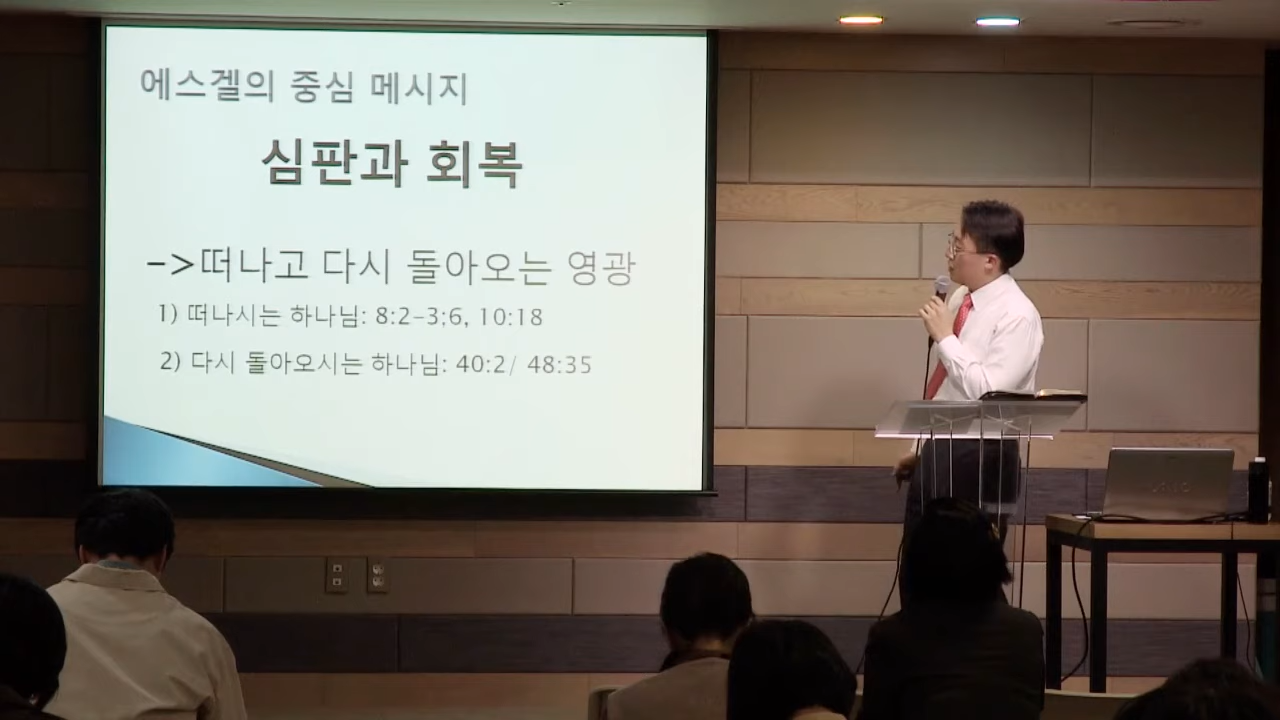 에스겔의 중심 메시지
심판과 회복
->떠나고 다시 돌아오는 영광
1) 떠나시는 하나님: 8:2-3;6, 10:18
2) 다시 돌아오시는 하나님: 40:2/ 48:35
VAIO